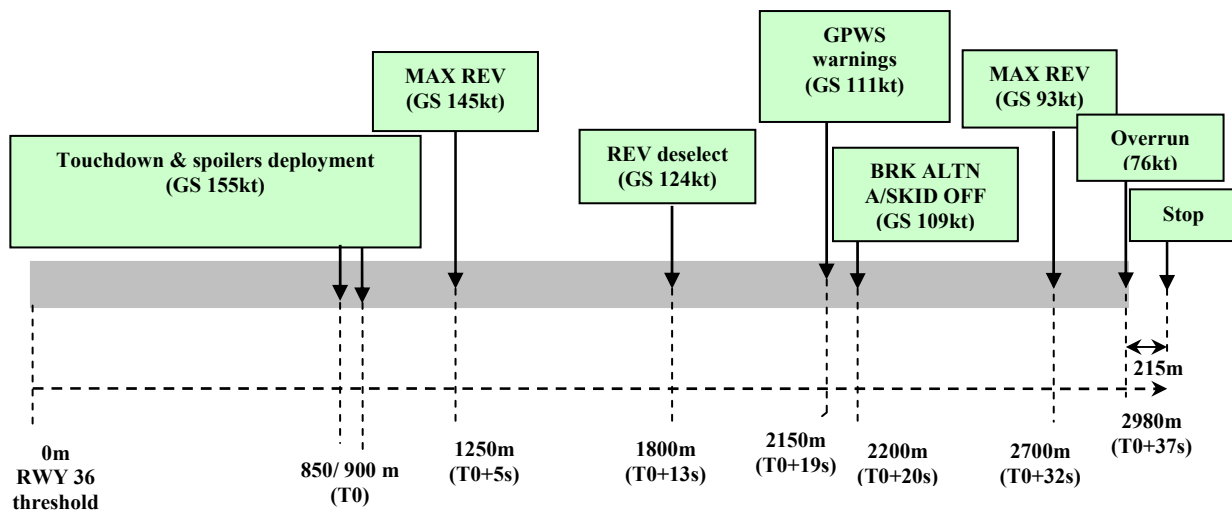 GPWS
warnings
(GS 111kt)
MAX REV
(GS 145kt)
MAX REV
(GS 93kt)
Touchdown & spoilers deployment
(GS 155kt)
REV deselect
(GS 124kt)
BRK ALTN
A/SKID OFF
(GS 109kt)
Overrun
(76kt)
Stop
215m
0m
RWY 36
threshold
850/ 900 m
(T0)
1250m
(T0+5s)
1800m
(T0+13s)
2150m
(T0+19s)
2200m
(T0+20s)
2700m
(T0+32s)
2980m
(T0+37s)